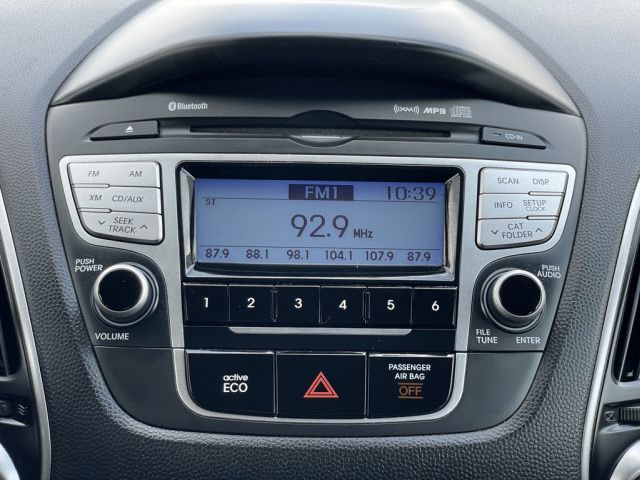 Bluetooth
((XM)) MP3
CD-IN
FM AM
XM CD/AUX
SEEK
TRACK
PUSH
POWER
VOLUME
FM1 10:39
ST
92.9 MHz
87.9 88.1 98.1 104.1 107.9 87.9
SCAN DISP
INFO SETUP
CLOCK
CAT
FOLDER
PUSH
AUDIO
FILE
TUNE ENTER
1 2 3 4 5 6
active
ECO
PASSENGER
AIR BAG
OFF